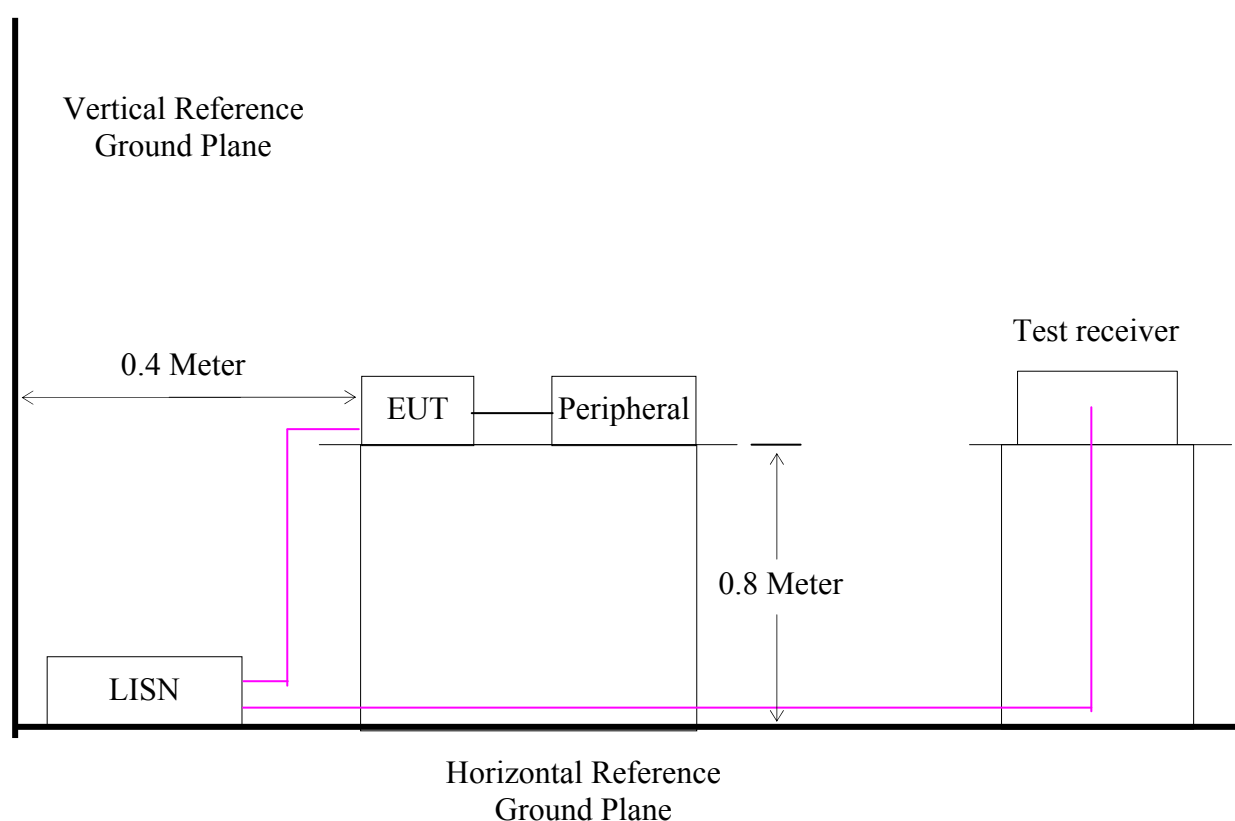 Vertical Reference
Ground Plane
Test receiver
0.4 Meter
EUT
Peripheral
0.8 Meter
LISN
Horizontal Reference
Ground Plane